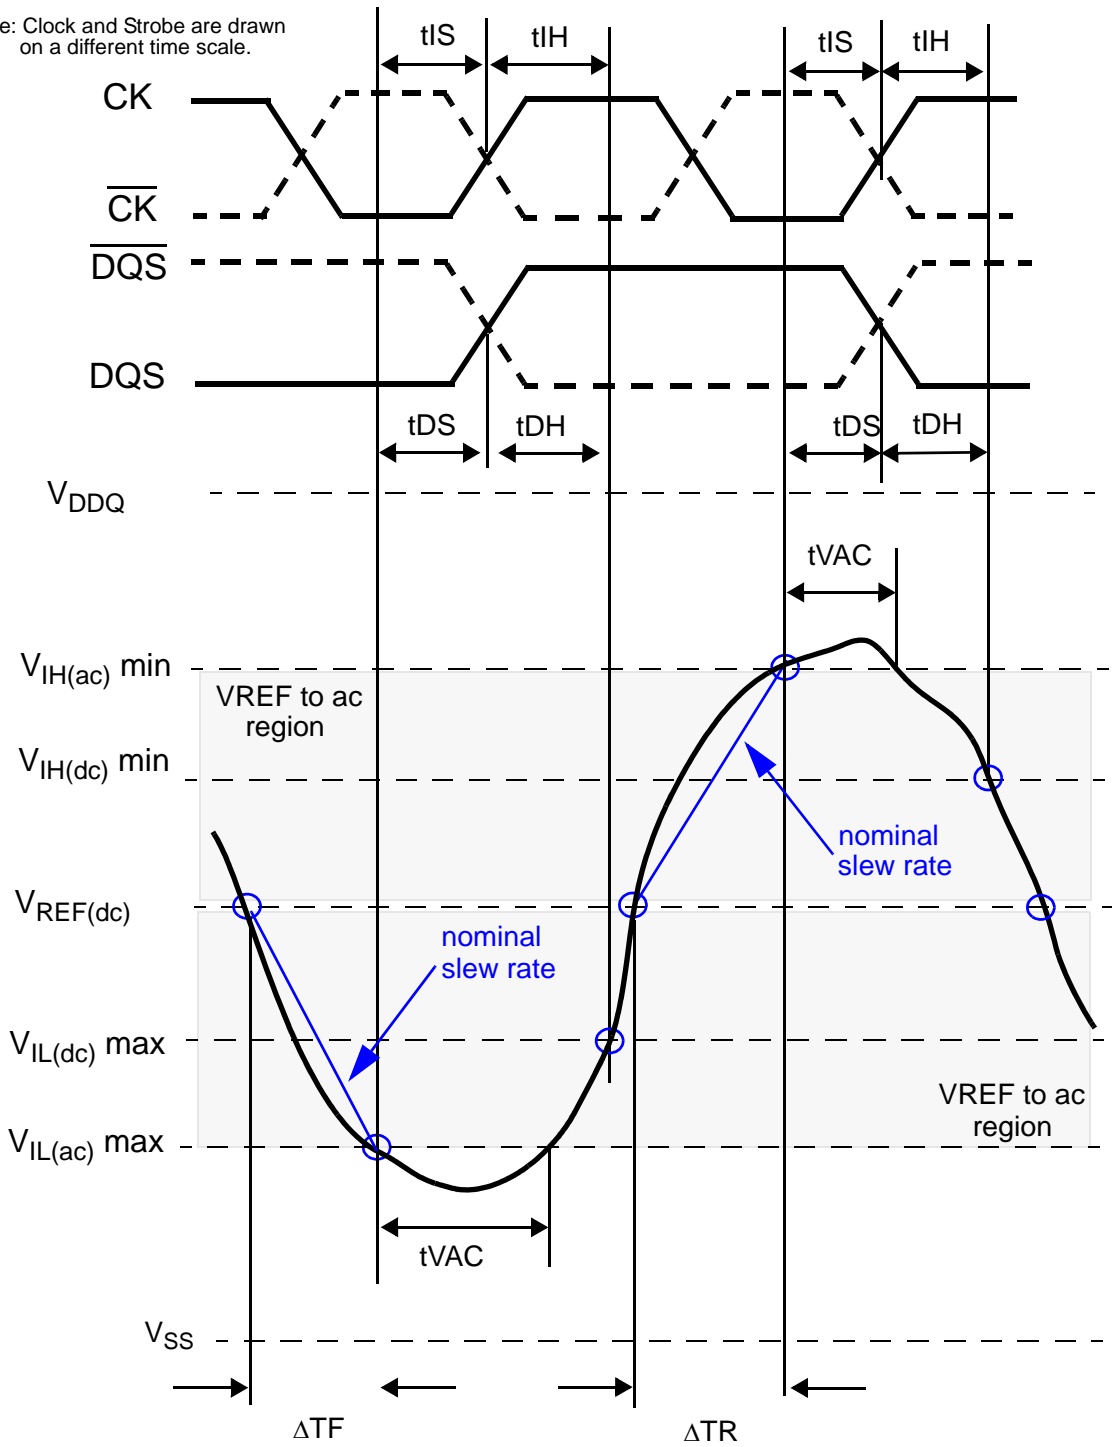 e: Clock and Strobe are drawn
on a different time scale.
tIS
tIH
tIS
tIH
CK
C̅K̅
D̅Q̅S̅
DQS
tDS
tDH
tDS
tDH
VDDQ
tVAC
VIH(ac) min
VREF to ac
region
VIH(dc) min
nominal
slew rate
VREF(dc)
nominal
slew rate
VIL(dc) max
VREF to ac
region
VIL(ac) max
tVAC
VSS
ΔTF
ΔTR